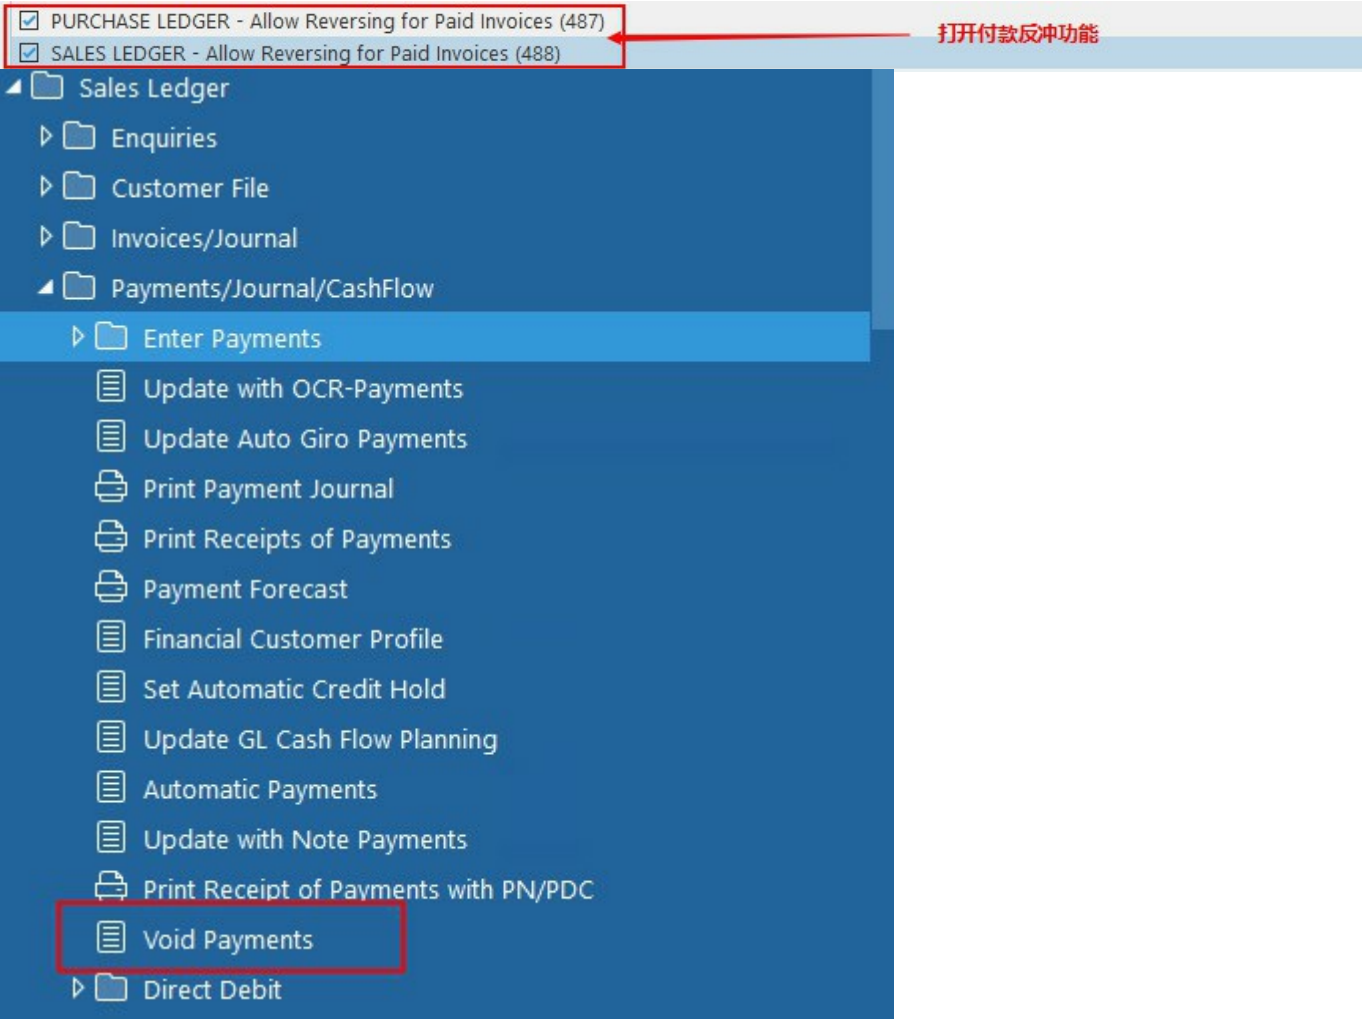 PURCHASE LEDGER - Allow Reversing for Paid Invoices (487)
打开付款反冲功能
SALES LEDGER - Allow Reversing for Paid Invoices (488)
Sales Ledger
Enquiries
Customer File
Invoices/Journal
Payments/Journal/CashFlow
Enter Payments
Update with OCR-Payments
Update Auto Giro Payments
Print Payment Journal
Print Receipts of Payments
Payment Forecast
Financial Customer Profile
Set Automatic Credit Hold
Update GL Cash Flow Planning
Automatic Payments
Update with Note Payments
Print Receipt of Payments with PN/PDC
Void Payments
Direct Debit